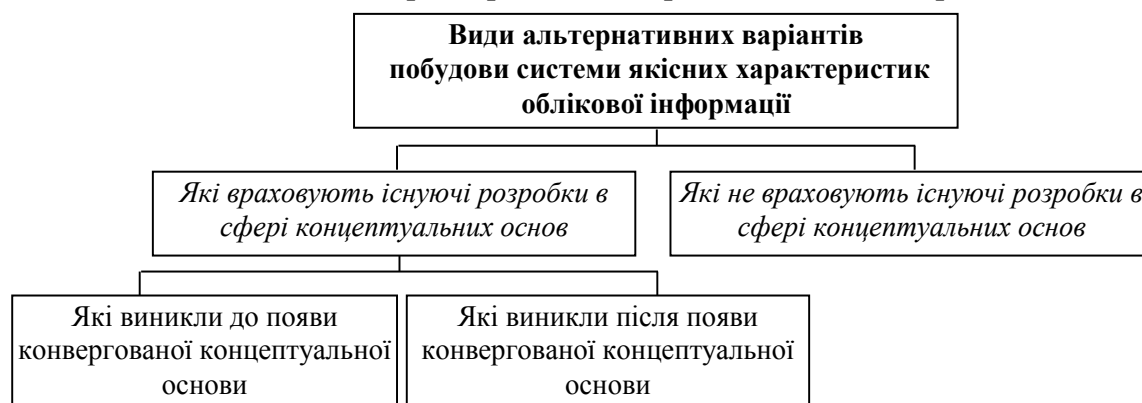 Види альтернативних варіантів
побудови системи якісних характеристик
облікової інформації
Які враховують існуючі розробки в
сфері концептуальних основ
Які не враховують існуючі розробки в
сфері концептуальних основ
Які виникли до появи
конвергованої концептуальної
основи
Які виникли після появи
конвергованої концептуальної
основи